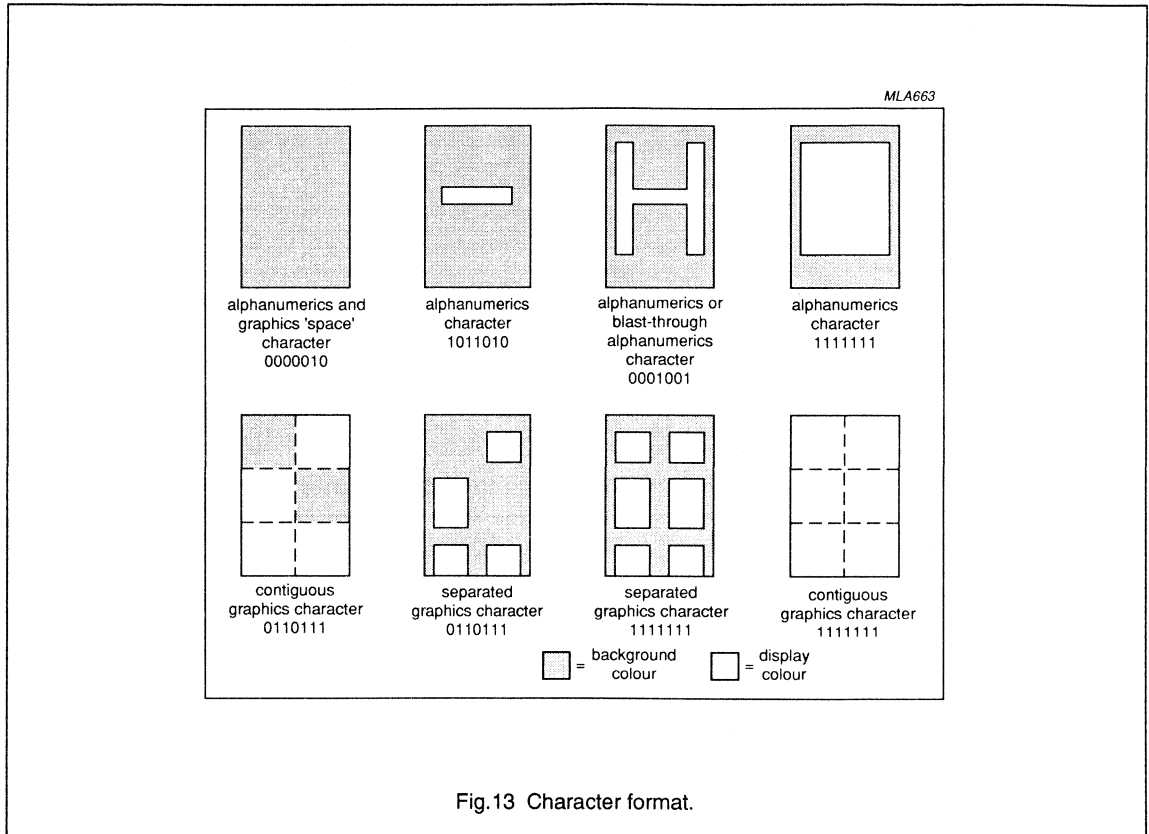 MLA663
alphanumerics and
graphics 'space'
character
0000010
alphanumerics
character
1011010
alphanumerics or
blast-through
alphanumerics
character
0001001
alphanumerics
character
1111111
contiguous
graphics character
0110111
separated
graphics character
0110111
separated
graphics character
1111111
contiguous
graphics character
1111111
= background
colour
= display
colour
Fig.13 Character format.